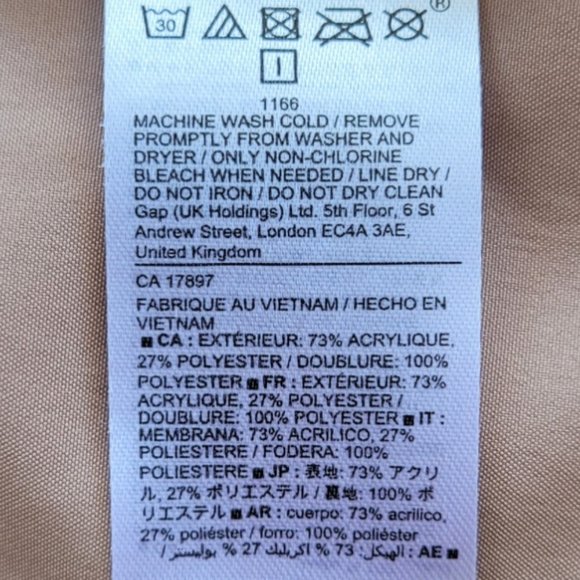 30
®
1166
MACHINE WASH COLD / REMOVE
PROMPTLY FROM WASHER AND
DRYER / ONLY NON-CHLORINE
BLEACH WHEN NEEDED / LINE DRY /
DO NOT IRON / DO NOT DRY CLEAN
Gap (UK Holdings) Ltd. 5th Floor, 6 St
Andrew Street, London EC4A 3AE,
United Kingdom
CA 17897
FABRIQUE AU VIETNAM / HECHO EN
VIETNAM
CA : EXTÉRIEUR: 73% ACRYLIQUE,
27% POLYESTER / DOUBLURE: 100%
POLYESTER FR : EXTÉRIEUR: 73%
ACRYLIQUE, 27% POLYESTER /
DOUBLURE: 100% POLYESTER IT :
MEMBRANA: 73% ACRILICO, 27%
POLIESTERE / FODERA: 100%
POLIESTERE JP : 表地: 73% アクリ
ル, 27% ポリエステル / 裏地: 100% ポ
リエステル AR : cuerpo: 73% acrílico,
27% poliéster / forro: 100% poliéster
AE : الهيكل: 73 % اكريليك 27 % بوليستر /